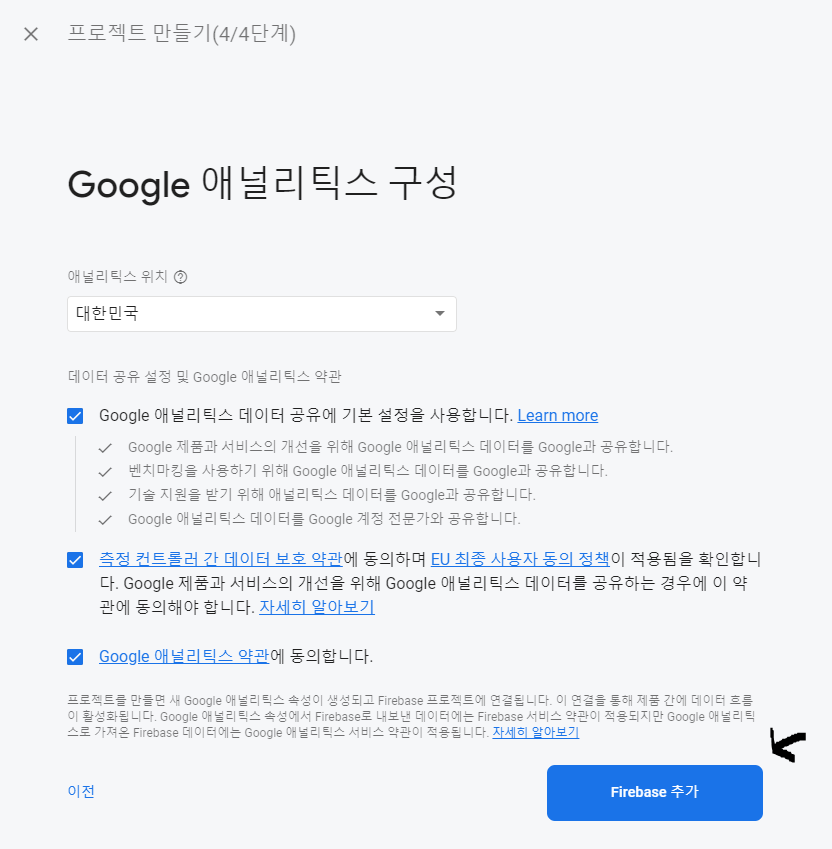 프로젝트 만들기(4/4단계)
Google 애널리틱스 구성
애널리틱스 위치
대한민국
데이터 공유 설정 및 Google 애널리틱스 약관
Google 애널리틱스 데이터 공유에 기본 설정을 사용합니다. Learn more
Google 제품과 서비스의 개선을 위해 Google 애널리틱스 데이터를 Google과 공유합니다.
벤치마킹을 사용하기 위해 Google 애널리틱스 데이터를 Google과 공유합니다.
기술 지원을 받기 위해 애널리틱스 데이터를 Google과 공유합니다.
Google 애널리틱스 데이터를 Google 계정 전문가와 공유합니다.
측정 컨트롤러 간 데이터 보호 약관에 동의하며 EU 최종 사용자 동의 정책이 적용됨을 확인합니
다. Google 제품과 서비스의 개선을 위해 Google 애널리틱스 데이터를 공유하는 경우에 이 약
관에 동의해야 합니다. 자세히 알아보기
Google 애널리틱스 약관에 동의합니다.
프로젝트를 만들면 새 Google 애널리틱스 속성이 생성되고 Firebase 프로젝트에 연결됩니다. 이 연결을 통해 제품 간에 데이터 흐름
이 활성화됩니다. Google 애널리틱스 속성에서 Firebase로 내보낸 데이터에는 Firebase 서비스 약관이 적용되지만 Google 애널리틱
스로 가져온 Firebase 데이터에는 Google 애널리틱스 서비스 약관이 적용됩니다. 자세히 알아보기
이전
Firebase 추가